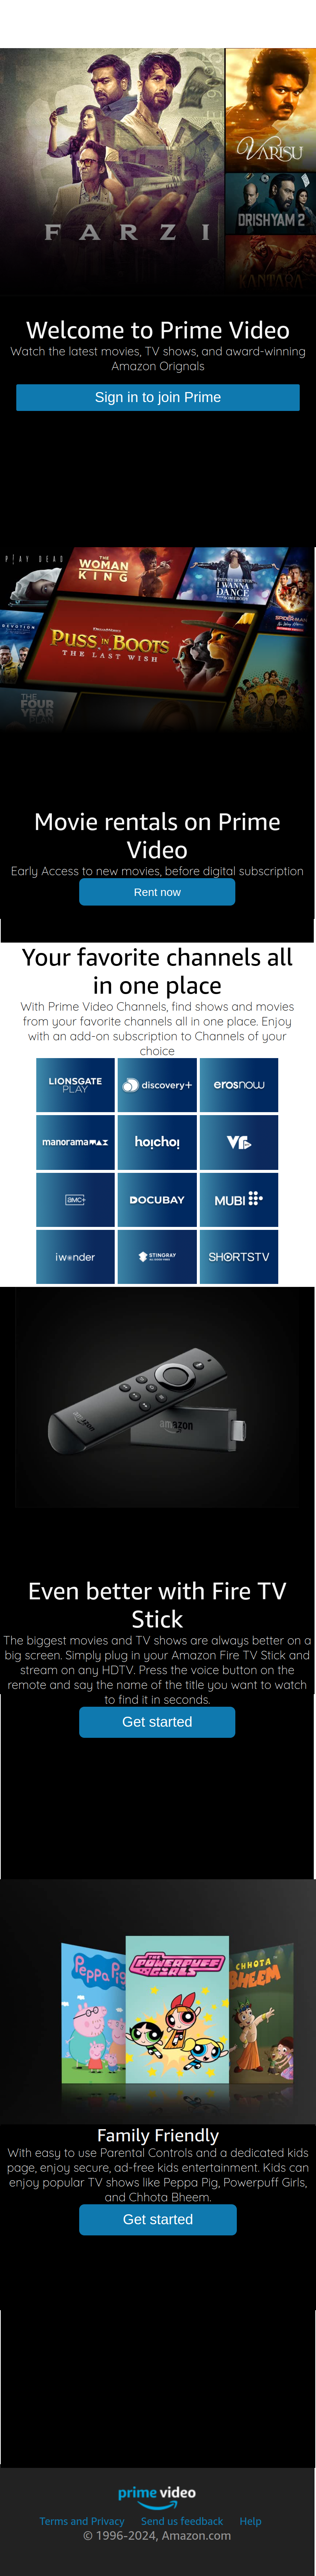 FARZI
VARISU
DRISHYAM 2
KANTARA
Welcome to Prime Video
Watch the latest movies, TV shows, and award-winning
Amazon Orignals
Sign in to join Prime
PLAY DEAD
THE
WOMAN
KING
I WANNA
DANCE
DEVOTION
SPIDER-MAN
PUSS IN BOOTS
THE LAST WISH
THE
FOUR
YEAR
PLAN
Movie rentals on Prime
Video
Early Access to new movies, before digital subscription
Rent now
Your favorite channels all
in one place
With Prime Video Channels, find shows and movies
from your favorite channels all in one place. Enjoy
with an add-on subscription to Channels of your
choice
LIONSGATE
PLAY
discovery+
erosnow
manoramaMAX
hoichoi
VR
amc+
DOCUBAY
MUBI
iwonder
STINGRAY
SHORTSTV
amazon
amazon
Even better with Fire TV
Stick
The biggest movies and TV shows are always better on a
big screen. Simply plug in your Amazon Fire TV Stick and
stream on any HDTV. Press the voice button on the
remote and say the name of the title you want to watch
to find it in seconds.
Get started
Peppa Pig
THE
POWERPUFF
GIRLS
CHHOTA
BHEEM
Family Friendly
With easy to use Parental Controls and a dedicated kids
page, enjoy secure, ad-free kids entertainment. Kids can
enjoy popular TV shows like Peppa Pig, Powerpuff Girls,
and Chhota Bheem.
Get started
prime video
Terms and Privacy Send us feedback Help
© 1996-2024, Amazon.com